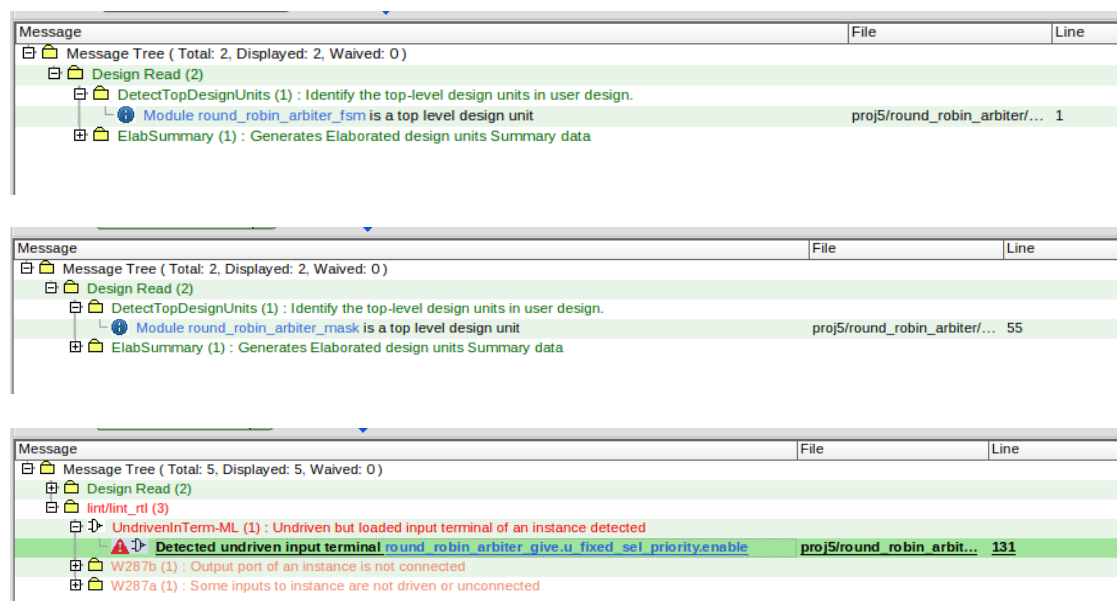 Message File Line
Message Tree ( Total: 2, Displayed: 2, Waived: 0 )
Design Read (2)
DetectTopDesignUnits (1) : Identify the top-level design units in user design.
Module round_robin_arbiter_fsm is a top level design unit proj5/round_robin_arbiter/... 1
ElabSummary (1) : Generates Elaborated design units Summary data
Message File Line
Message Tree ( Total: 2, Displayed: 2, Waived: 0 )
Design Read (2)
DetectTopDesignUnits (1) : Identify the top-level design units in user design.
Module round_robin_arbiter_mask is a top level design unit proj5/round_robin_arbiter/... 55
ElabSummary (1) : Generates Elaborated design units Summary data
Message File Line
Message Tree ( Total: 5, Displayed: 5, Waived: 0 )
Design Read (2)
lint/lint_rtl (3)
UndrivenInTerm-ML (1) : Undriven but loaded input terminal of an instance detected
Detected undriven input terminal round_robin_arbiter_give.u_fixed_sel_priority.enable proj5/round_robin_arbit... 131
W287b (1) : Output port of an instance is not connected
W287a (1) : Some inputs to instance are not driven or unconnected